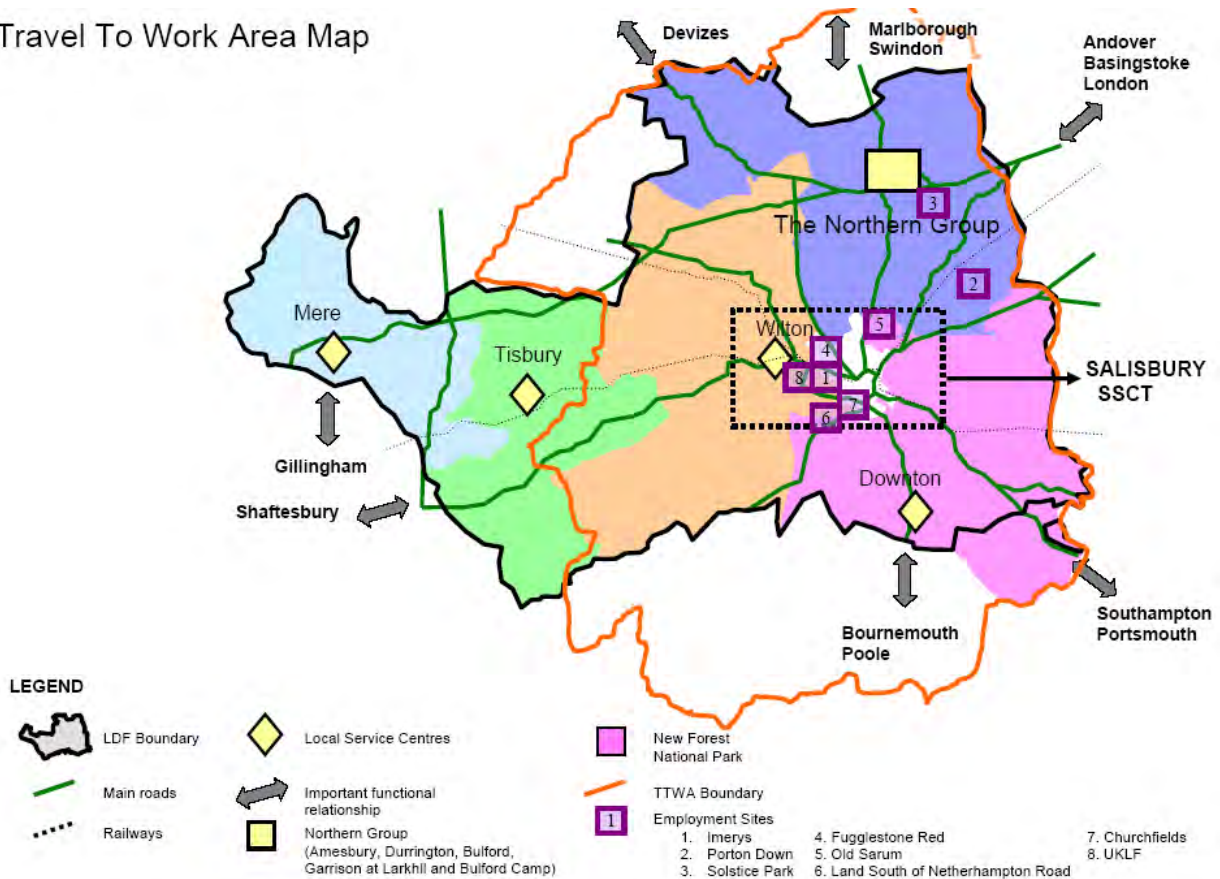 Travel To Work Area Map
Devizes
Marlborough
Swindon
Andover
Basingstoke
London
3
The Northern Group
2
Mere
Tisbury
Wilton
5
4
8
1
7
6
SALISBURY
SSCT
Gillingham
Shaftesbury
Downton
Bournemouth
Poole
Southampton
Portsmouth
LEGEND
LDF Boundary
Main roads
Railways
Local Service Centres
Important functional
relationship
Northern Group
(Amesbury, Durrington, Bulford,
Garrison at Larkhill and Bulford Camp)
New Forest
National Park
TTWA Boundary
1
Employment Sites
1. Imerys
2. Porton Down
3. Solstice Park
4. Fugglestone Red
5. Old Sarum
6. Land South of Netherhampton Road
7. Churchfields
8. UKLF